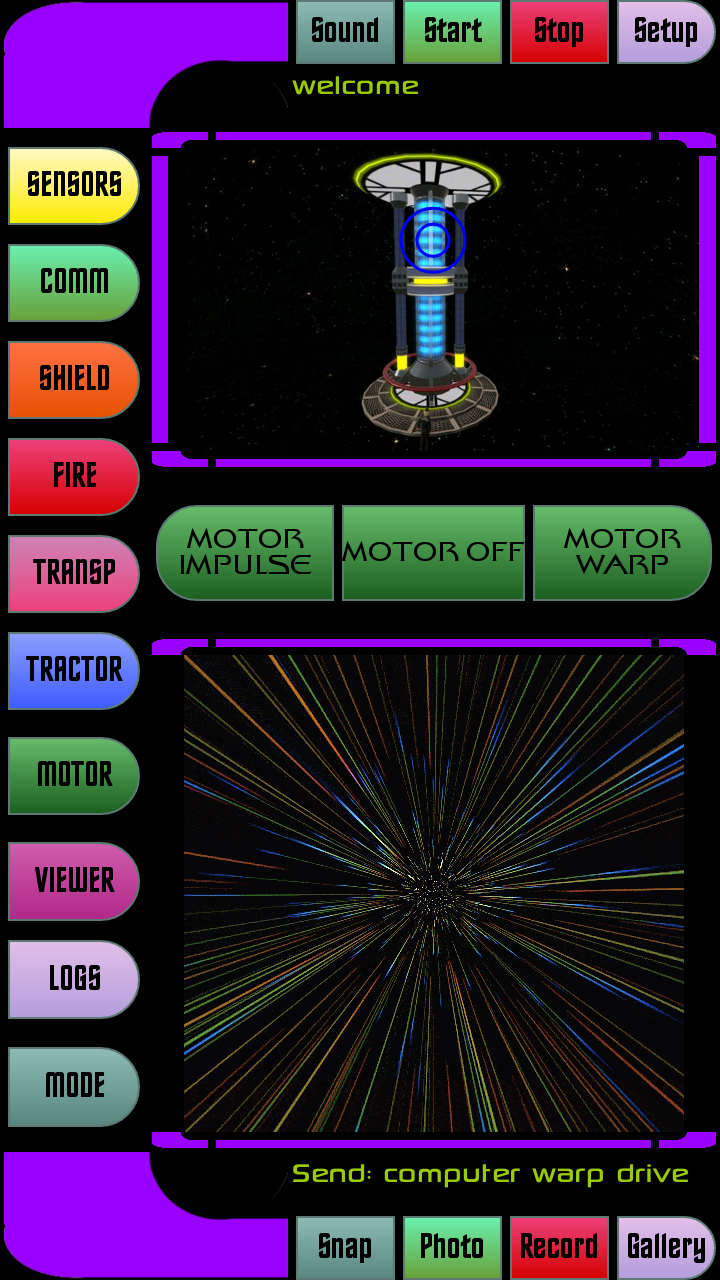 Sound
Start
Stop
Setup
welcome
SENSORS
COMM
SHIELD
FIRE
TRANSP
TRACTOR
MOTOR
VIEWER
LOGS
MODE
MOTOR
IMPULSE
MOTOR OFF
MOTOR
WARP
Send: computer warp drive
Snap
Photo
Record
Gallery